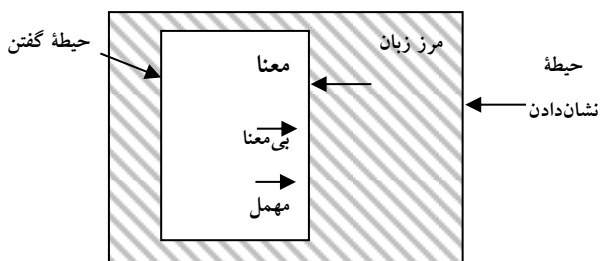 حیطهٔ گفتن
مرز زبان
معنا
حیطهٔ
نشان‌دادن
بی‌معنا
مهمل